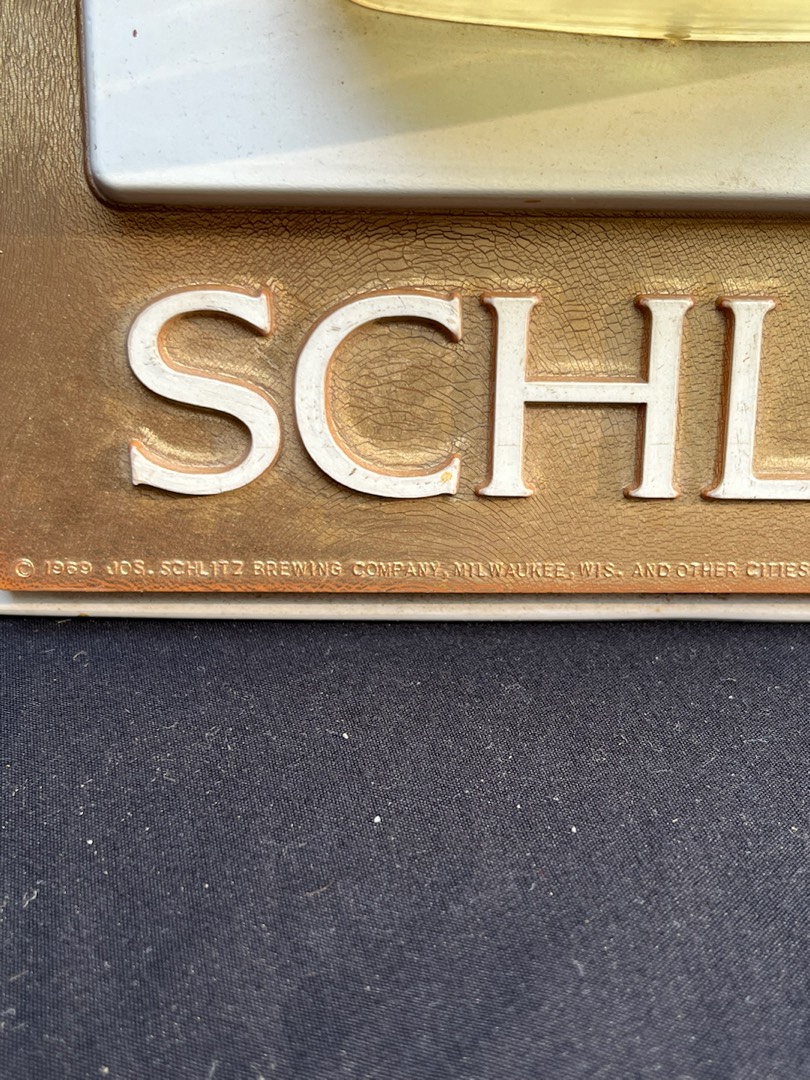 SCHL
© 1969 JOS. SCHLITZ BREWING COMPANY, MILWAUKEE, WIS. AND OTHER CITIES